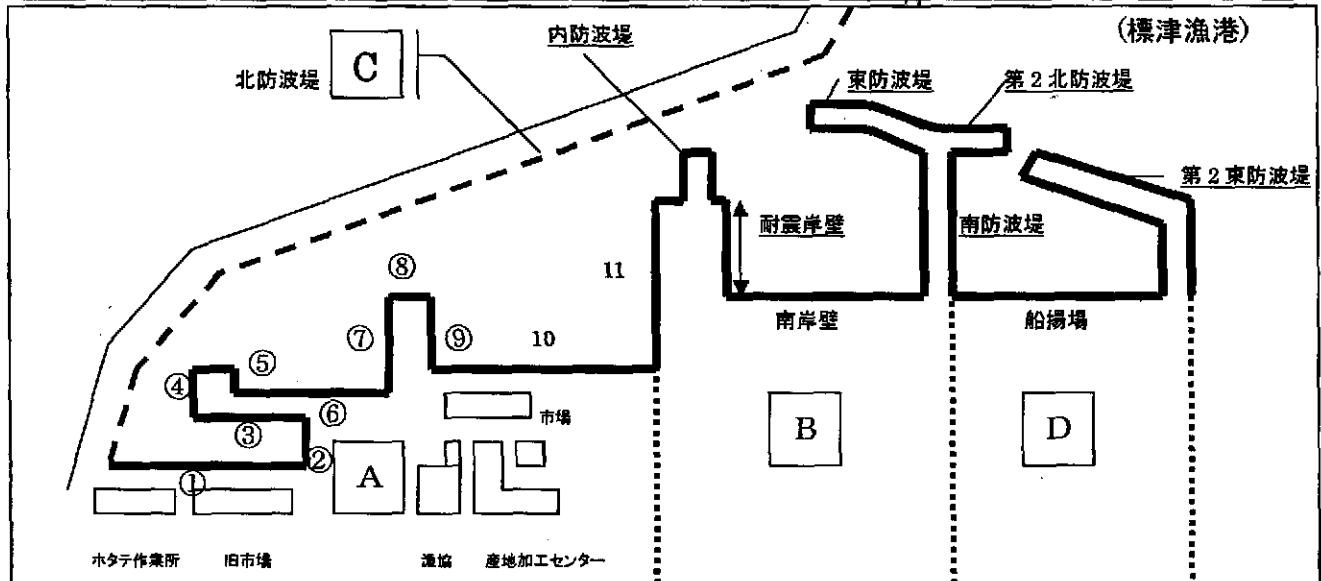 (標津漁港)
内防波堤
北防波堤
C
東防波堤
第2北防波堤
第2東防波堤
耐震岸壁
南防波堤
11
⑧
南岸壁
船揚場
⑦
⑨
10
⑤
④
⑥
市場
③
B
D
②
A
①
ホタテ作業所
旧市場
漁協
産地加工センター